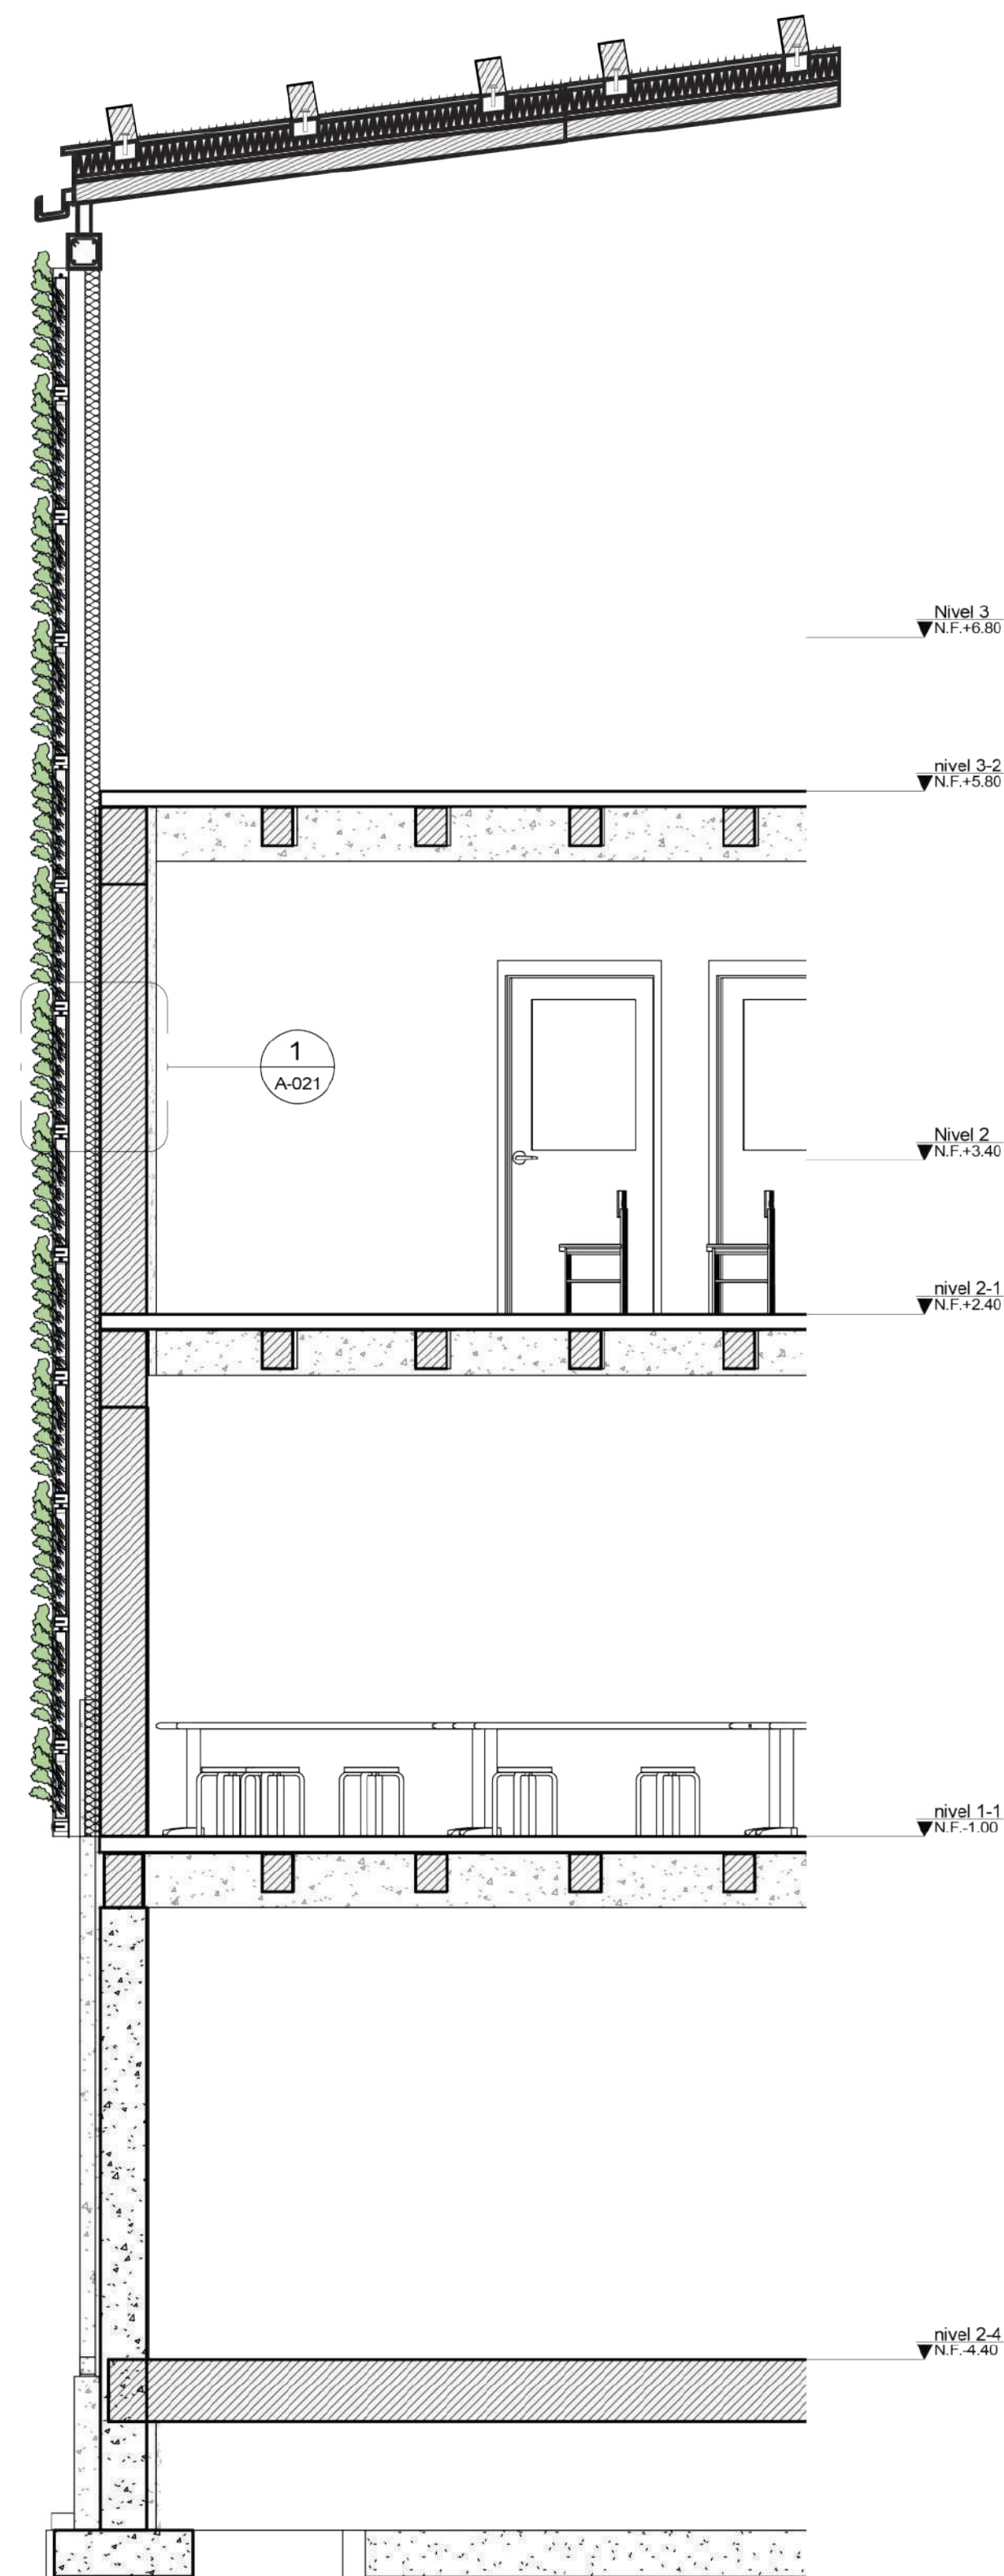 Nivel 3
N.F.+6.80
nivel 3-2
N.F.+5.80
1
A-021
Nivel 2
N.F.+3.40
nivel 2-1
N.F.+2.40
nivel 1-1
N.F.-1.00
nivel 2-4
N.F.-4.40